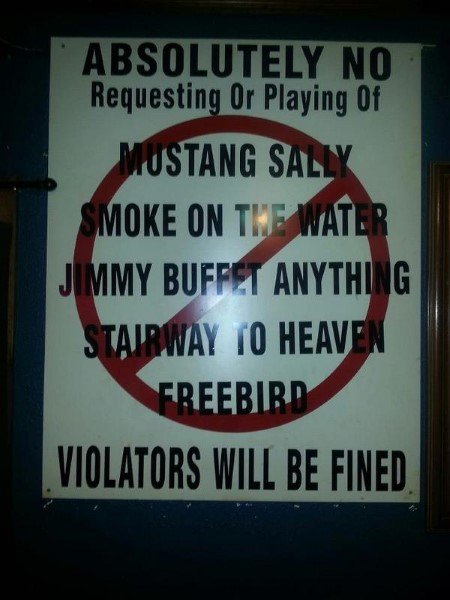 ABSOLUTELY NO
Requesting Or Playing Of
MUSTANG SALLY
SMOKE ON THE WATER
JIMMY BUFFET ANYTHING
STAIRWAY TO HEAVEN
FREEBIRD
VIOLATORS WILL BE FINED